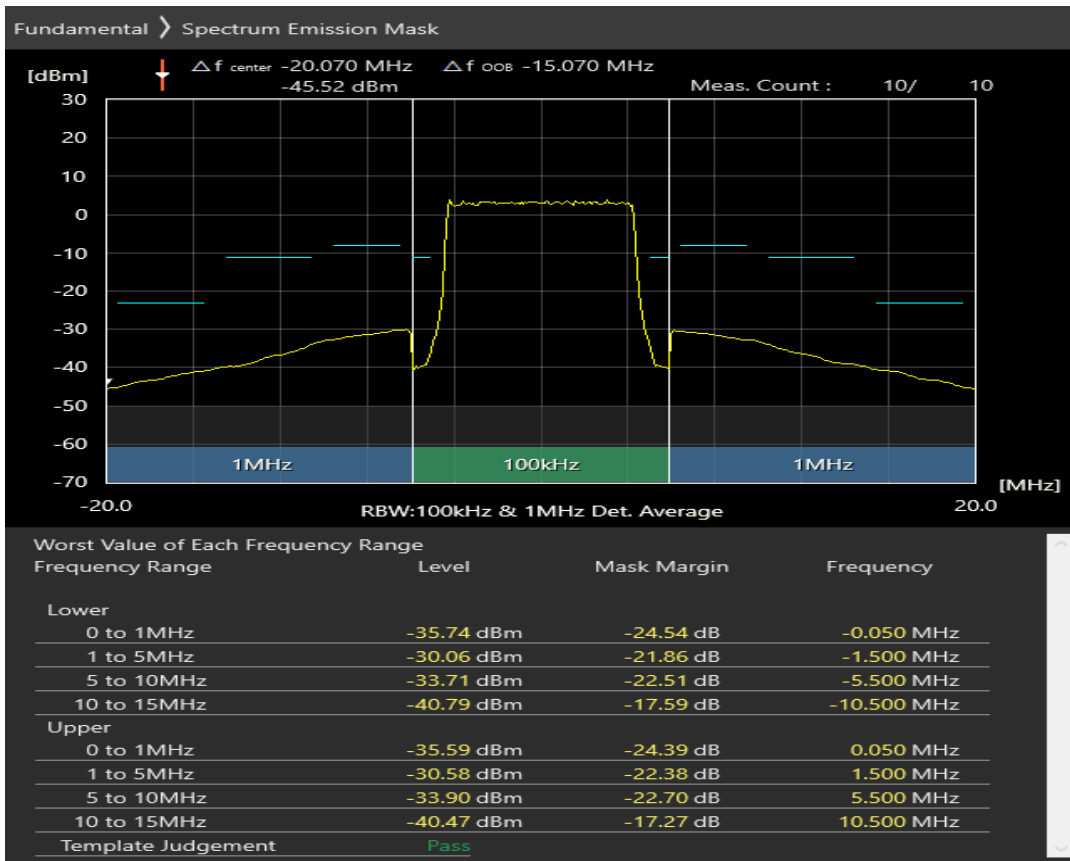 Fundamental ❭ Spectrum Emission Mask
[dBm] △f center -20.070 MHz △f OOB -15.070 MHz
-45.52 dBm Meas. Count : 10/ 10
30
20
10
0
-10
-20
-30
-40
-50
-60
1MHz 100kHz 1MHz
-70 [MHz]
-20.0 RBW:100kHz & 1MHz Det. Average 20.0
Worst Value of Each Frequency Range
Frequency Range Level Mask Margin Frequency
Lower
0 to 1MHz -35.74 dBm -24.54 dB -0.050 MHz
1 to 5MHz -30.06 dBm -21.86 dB -1.500 MHz
5 to 10MHz -33.71 dBm -22.51 dB -5.500 MHz
10 to 15MHz -40.79 dBm -17.59 dB -10.500 MHz
Upper
0 to 1MHz -35.59 dBm -24.39 dB 0.050 MHz
1 to 5MHz -30.58 dBm -22.38 dB 1.500 MHz
5 to 10MHz -33.90 dBm -22.70 dB 5.500 MHz
10 to 15MHz -40.47 dBm -17.27 dB 10.500 MHz
Template Judgement Pass